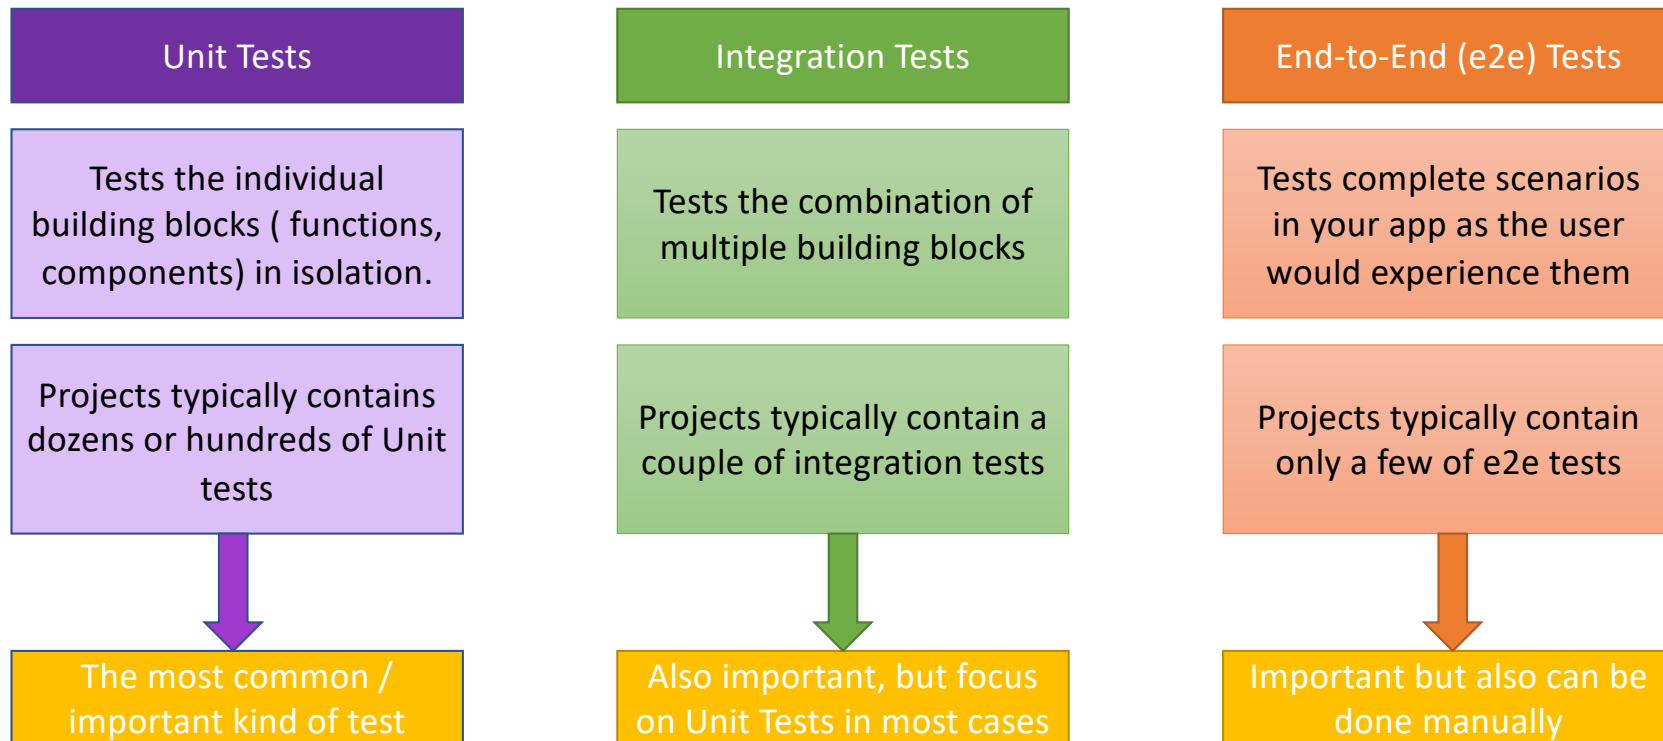 Unit Tests
Tests the individual
building blocks ( functions,
components) in isolation.
Projects typically contains
dozens or hundreds of Unit
tests
The most common /
important kind of test
Integration Tests
Tests the combination of
multiple building blocks
Projects typically contain a
couple of integration tests
Also important, but focus
on Unit Tests in most cases
End-to-End (e2e) Tests
Tests complete scenarios
in your app as the user
would experience them
Projects typically contain
only a few of e2e tests
Important but also can be
done manually